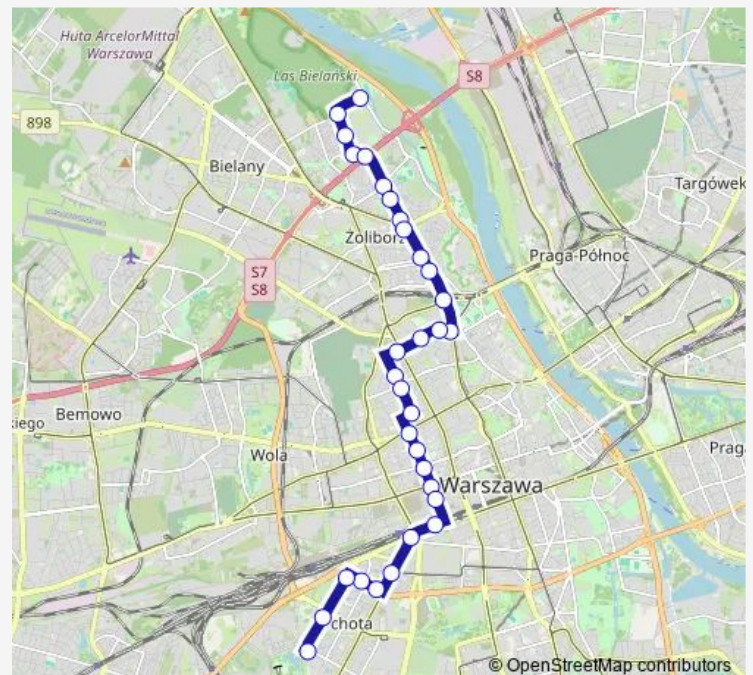 Huta ArcelorMittal
Warszawa
Las Bielański
S8
898
Bielany
Targówek
Żoliborz
Praga-Północ
S7
S8
Bemowo
Wola
Warszawa
chota
© OpenStreetMap contributors